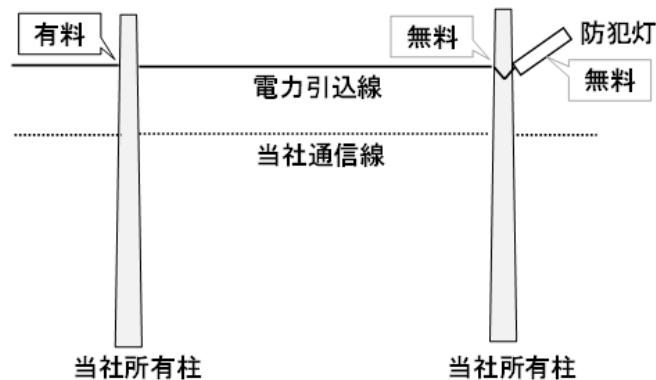 有料
無料
防犯灯
無料
電力引込線
当社通信線
当社所有柱
当社所有柱